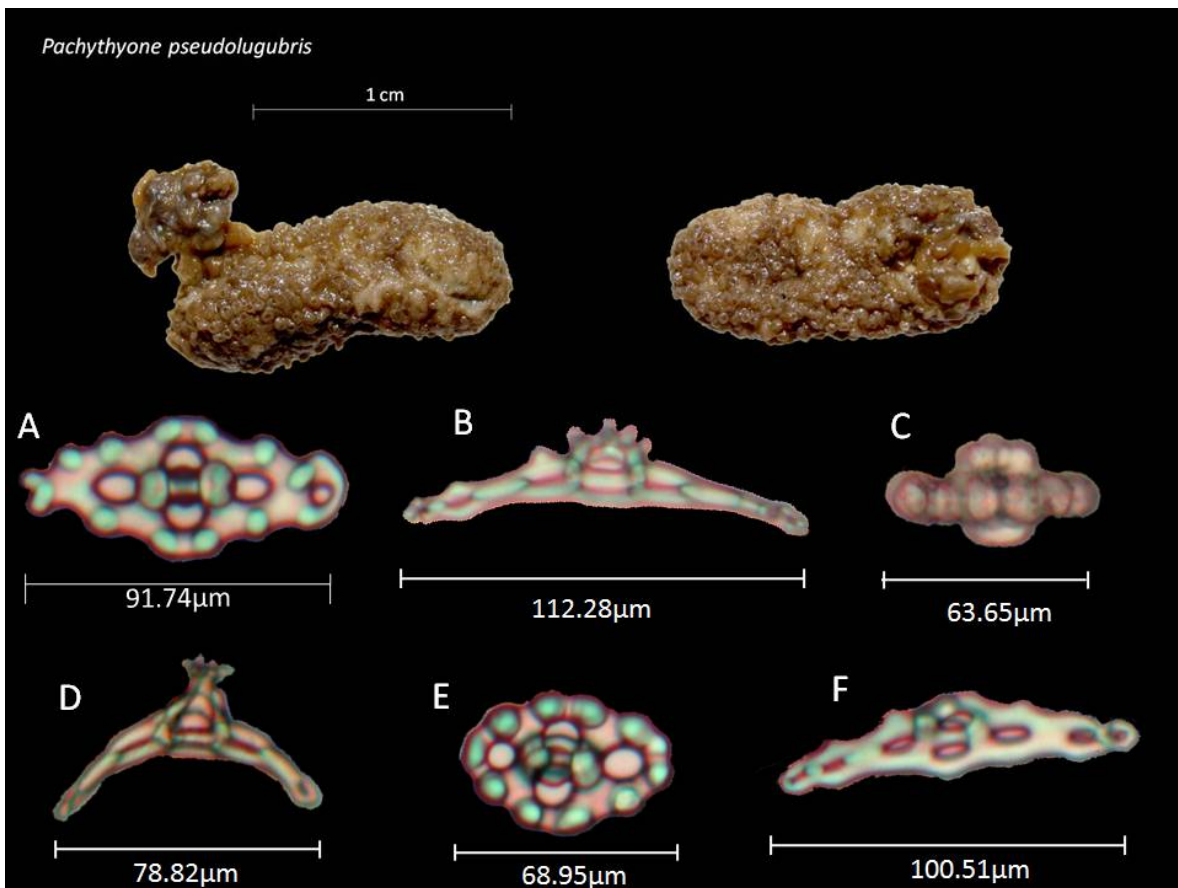 Pachythyone pseudolugubris
1 cm
A
B
C
91.74µm
112.28µm
63.65µm
D
E
F
78.82µm
68.95µm
100.51µm